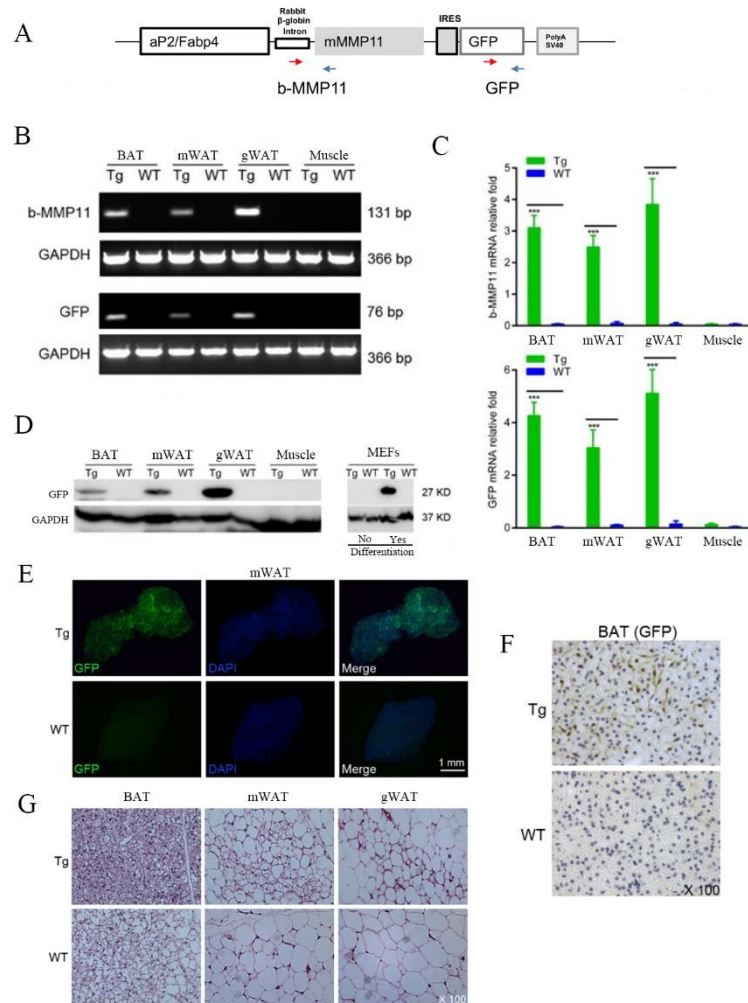 A
aP2/Fabp4
Rabbit
β-globin
Intron
mMMP11
IRES
GFP
PolyA
SV40
b-MMP11
GFP
B
BAT mWAT gWAT Muscle
Tg WT Tg WT Tg WT Tg WT
b-MMP11 131 bp
GAPDH 366 bp
GFP 76 bp
GAPDH 366 bp
C
b-MMP11 mRNA relative fold
5
4
3
2
1
0
Tg
WT
*** *** ***
BAT mWAT gWAT Muscle
GFP mRNA relative fold
6
4
2
0
Tg
WT
*** *** ***
BAT mWAT gWAT Muscle
D
BAT mWAT gWAT Muscle MEFs
Tg WT Tg WT Tg WT Tg WT Tg WT Tg WT
GFP 27 KD
GAPDH 37 KD
No Yes
Differentiation
E
mWAT
Tg
GFP DAPI Merge
WT
GFP DAPI Merge
1 mm
F
BAT (GFP)
Tg
WT
X 100
G
BAT mWAT gWAT
Tg
WT
X 100